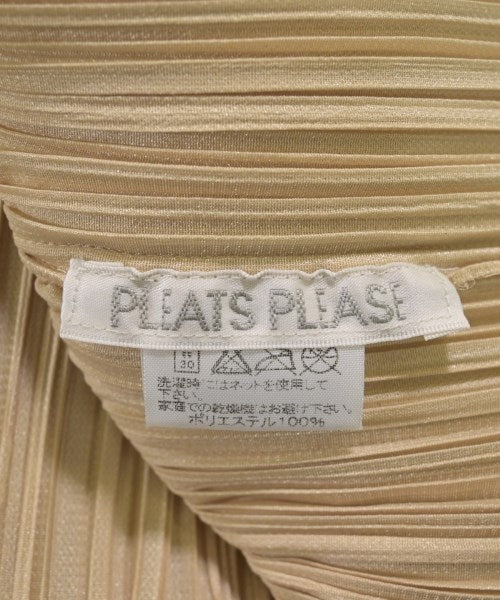 PLEATS PLEASE
30
洗濯時にはネットを使用して
下さい。
家庭での乾燥機はお避け下さい。
ポリエステル100%